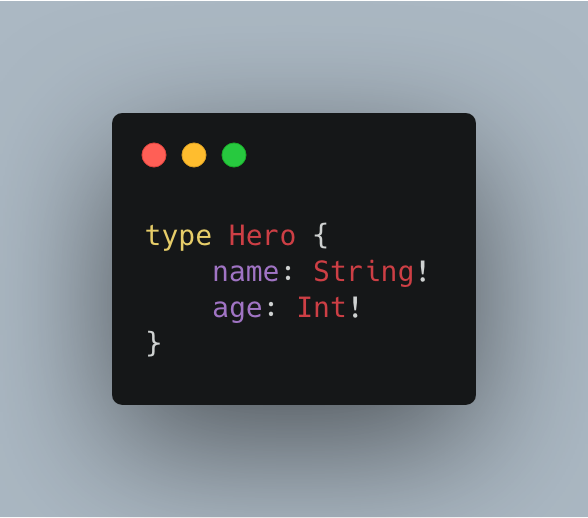 type Hero {
    name: String!
    age: Int!
}